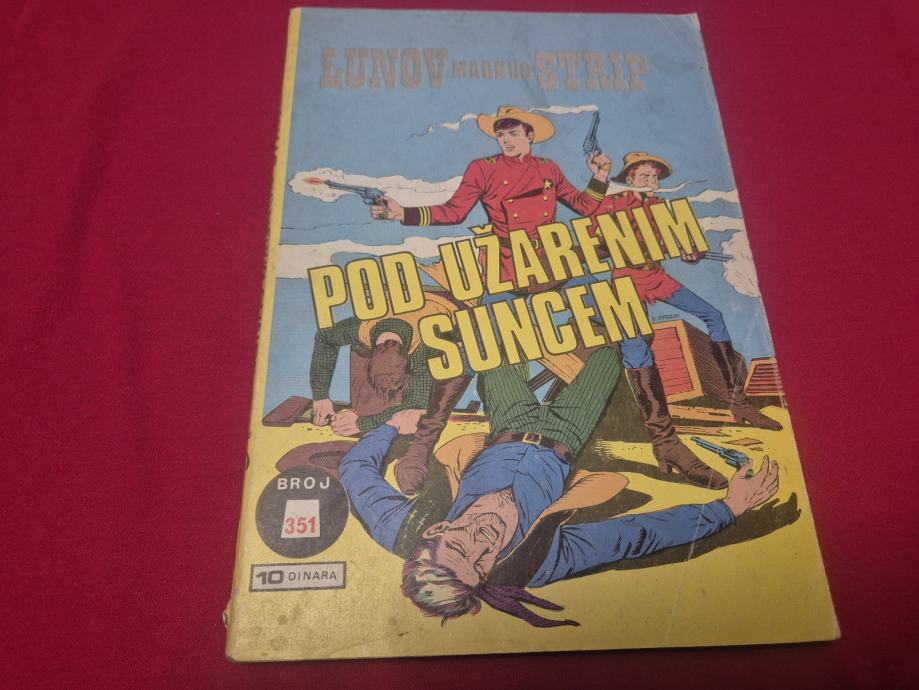 LUNOV MAGNUS STRIP
POD UŽARENIM
SUNCEM
BROJ
351
10 DINARA